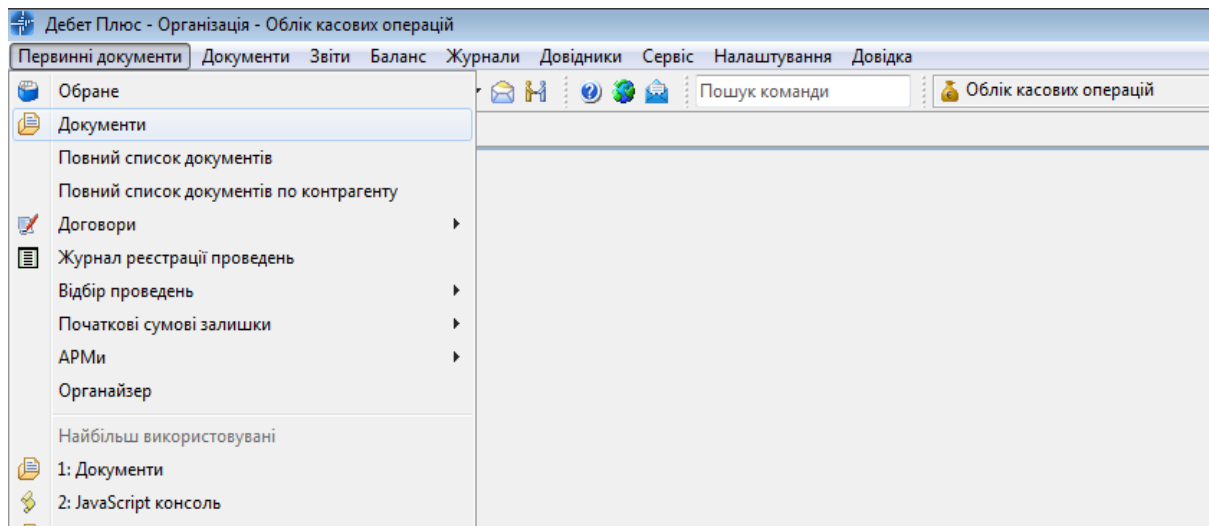 Дебет Плюс - Організація - Облік касових операцій
Первинні документи Документи Звіти Баланс Журнали Довідники Сервіс Налаштування Довідка
Обране
Пошук команди
Облік касових операцій
Документи
Повний список документів
Повний список документів по контрагенту
Договори
Журнал реєстрації проведень
Відбір проведень
Початкові сумові залишки
АРМи
Органайзер
Найбільш використовувані
1: Документи
2: JavaScript консоль